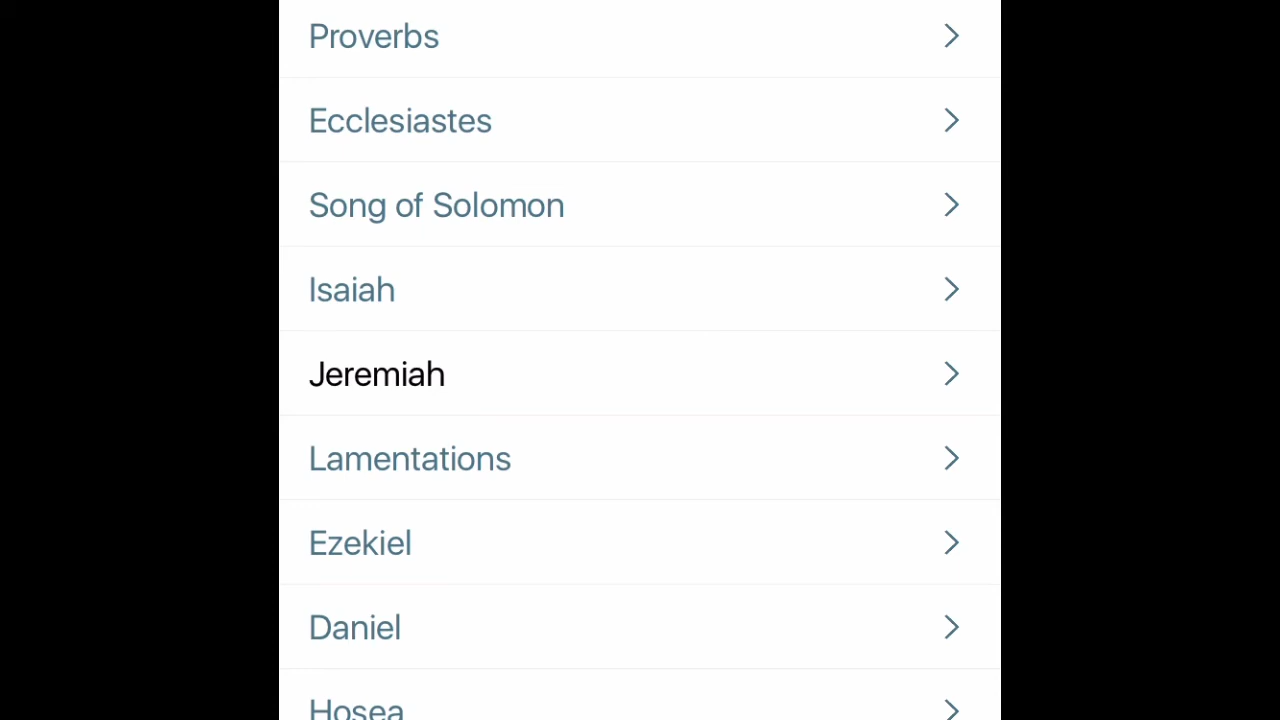 Proverbs
Ecclesiastes
Song of Solomon
Isaiah
Jeremiah
Lamentations
Ezekiel
Daniel
Hosea